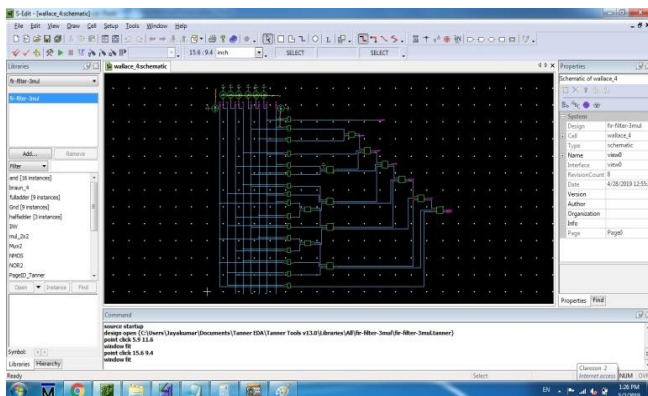 S-Edit - [wallace_4:schematic]
File Edit View Draw Cell Setup Tools Window Help
15.6 : 9.4 inch
SELECT
SELECT
Libraries
wallace_4:schematic
Properties
fir-filter-3mul
Schematic of wallace_4
fir-filter-3mul
System
Design fir-filter-3mul
Cell wallace_4
Type schematic
Name view0
Interface view0
RevisionCount 8
Date 4/28/2019 12:55:
Version
Author
Organization
Info
Page Page0
Add... Remove
Filter
and [16 instances]
braun_4
fulladder [9 instances]
Gnd [9 instances]
halfadder [3 instances]
INV
mul_2x2
Mux2
NMOS
NOR2
PageID_Tanner
Open Instance Find
Properties Find
Command
source startup
design open {C:\Users\Jayakumar\Documents\Tanner EDA\Tanner Tools v13.0\Libraries\All\fir-filter-3mul\fir-filter-3mul.tanner}
point click 5.9 11.6
window fit
point click 15.6 9.4
window fit
Symbol:
Libraries Hierarchy
Ready
Select
Internet access
NUM
EN
1:26 PM